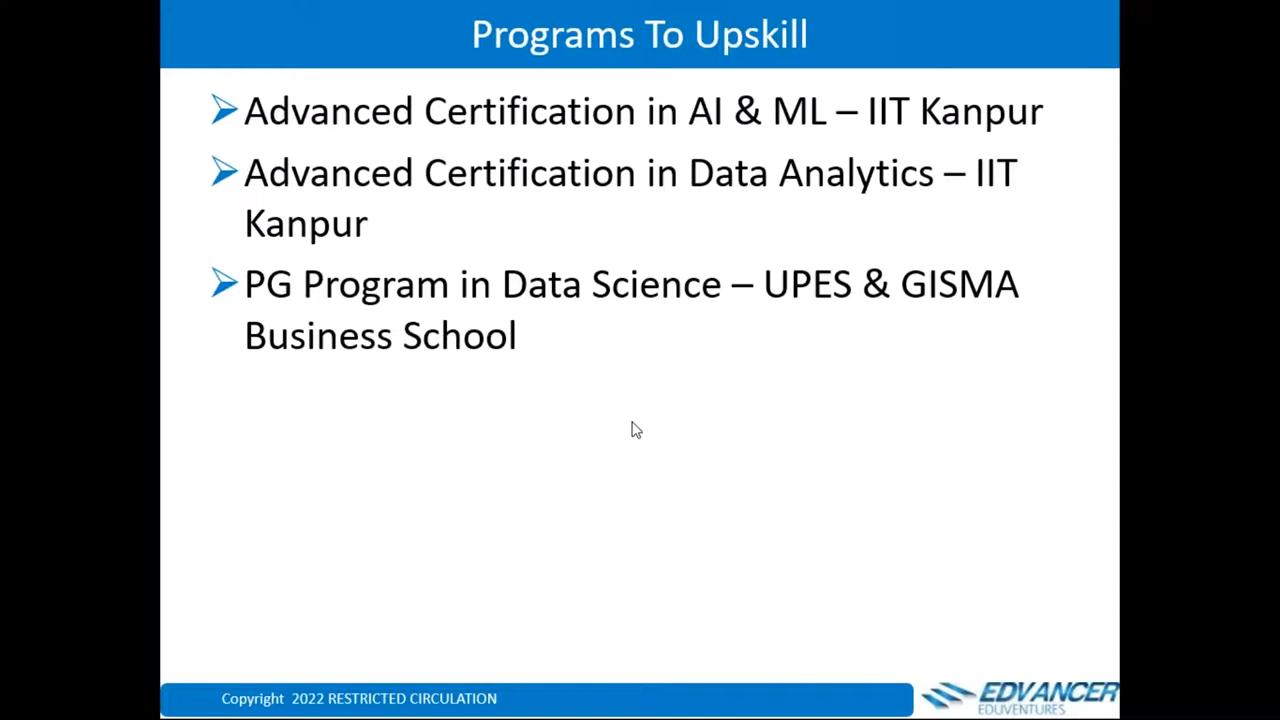 Programs To Upskill
Advanced Certification in AI & ML – IIT Kanpur
Advanced Certification in Data Analytics – IIT
Kanpur
PG Program in Data Science – UPES & GISMA
Business School
Copyright 2022 RESTRICTED CIRCULATION
EDVANCER
EDUVENTURES